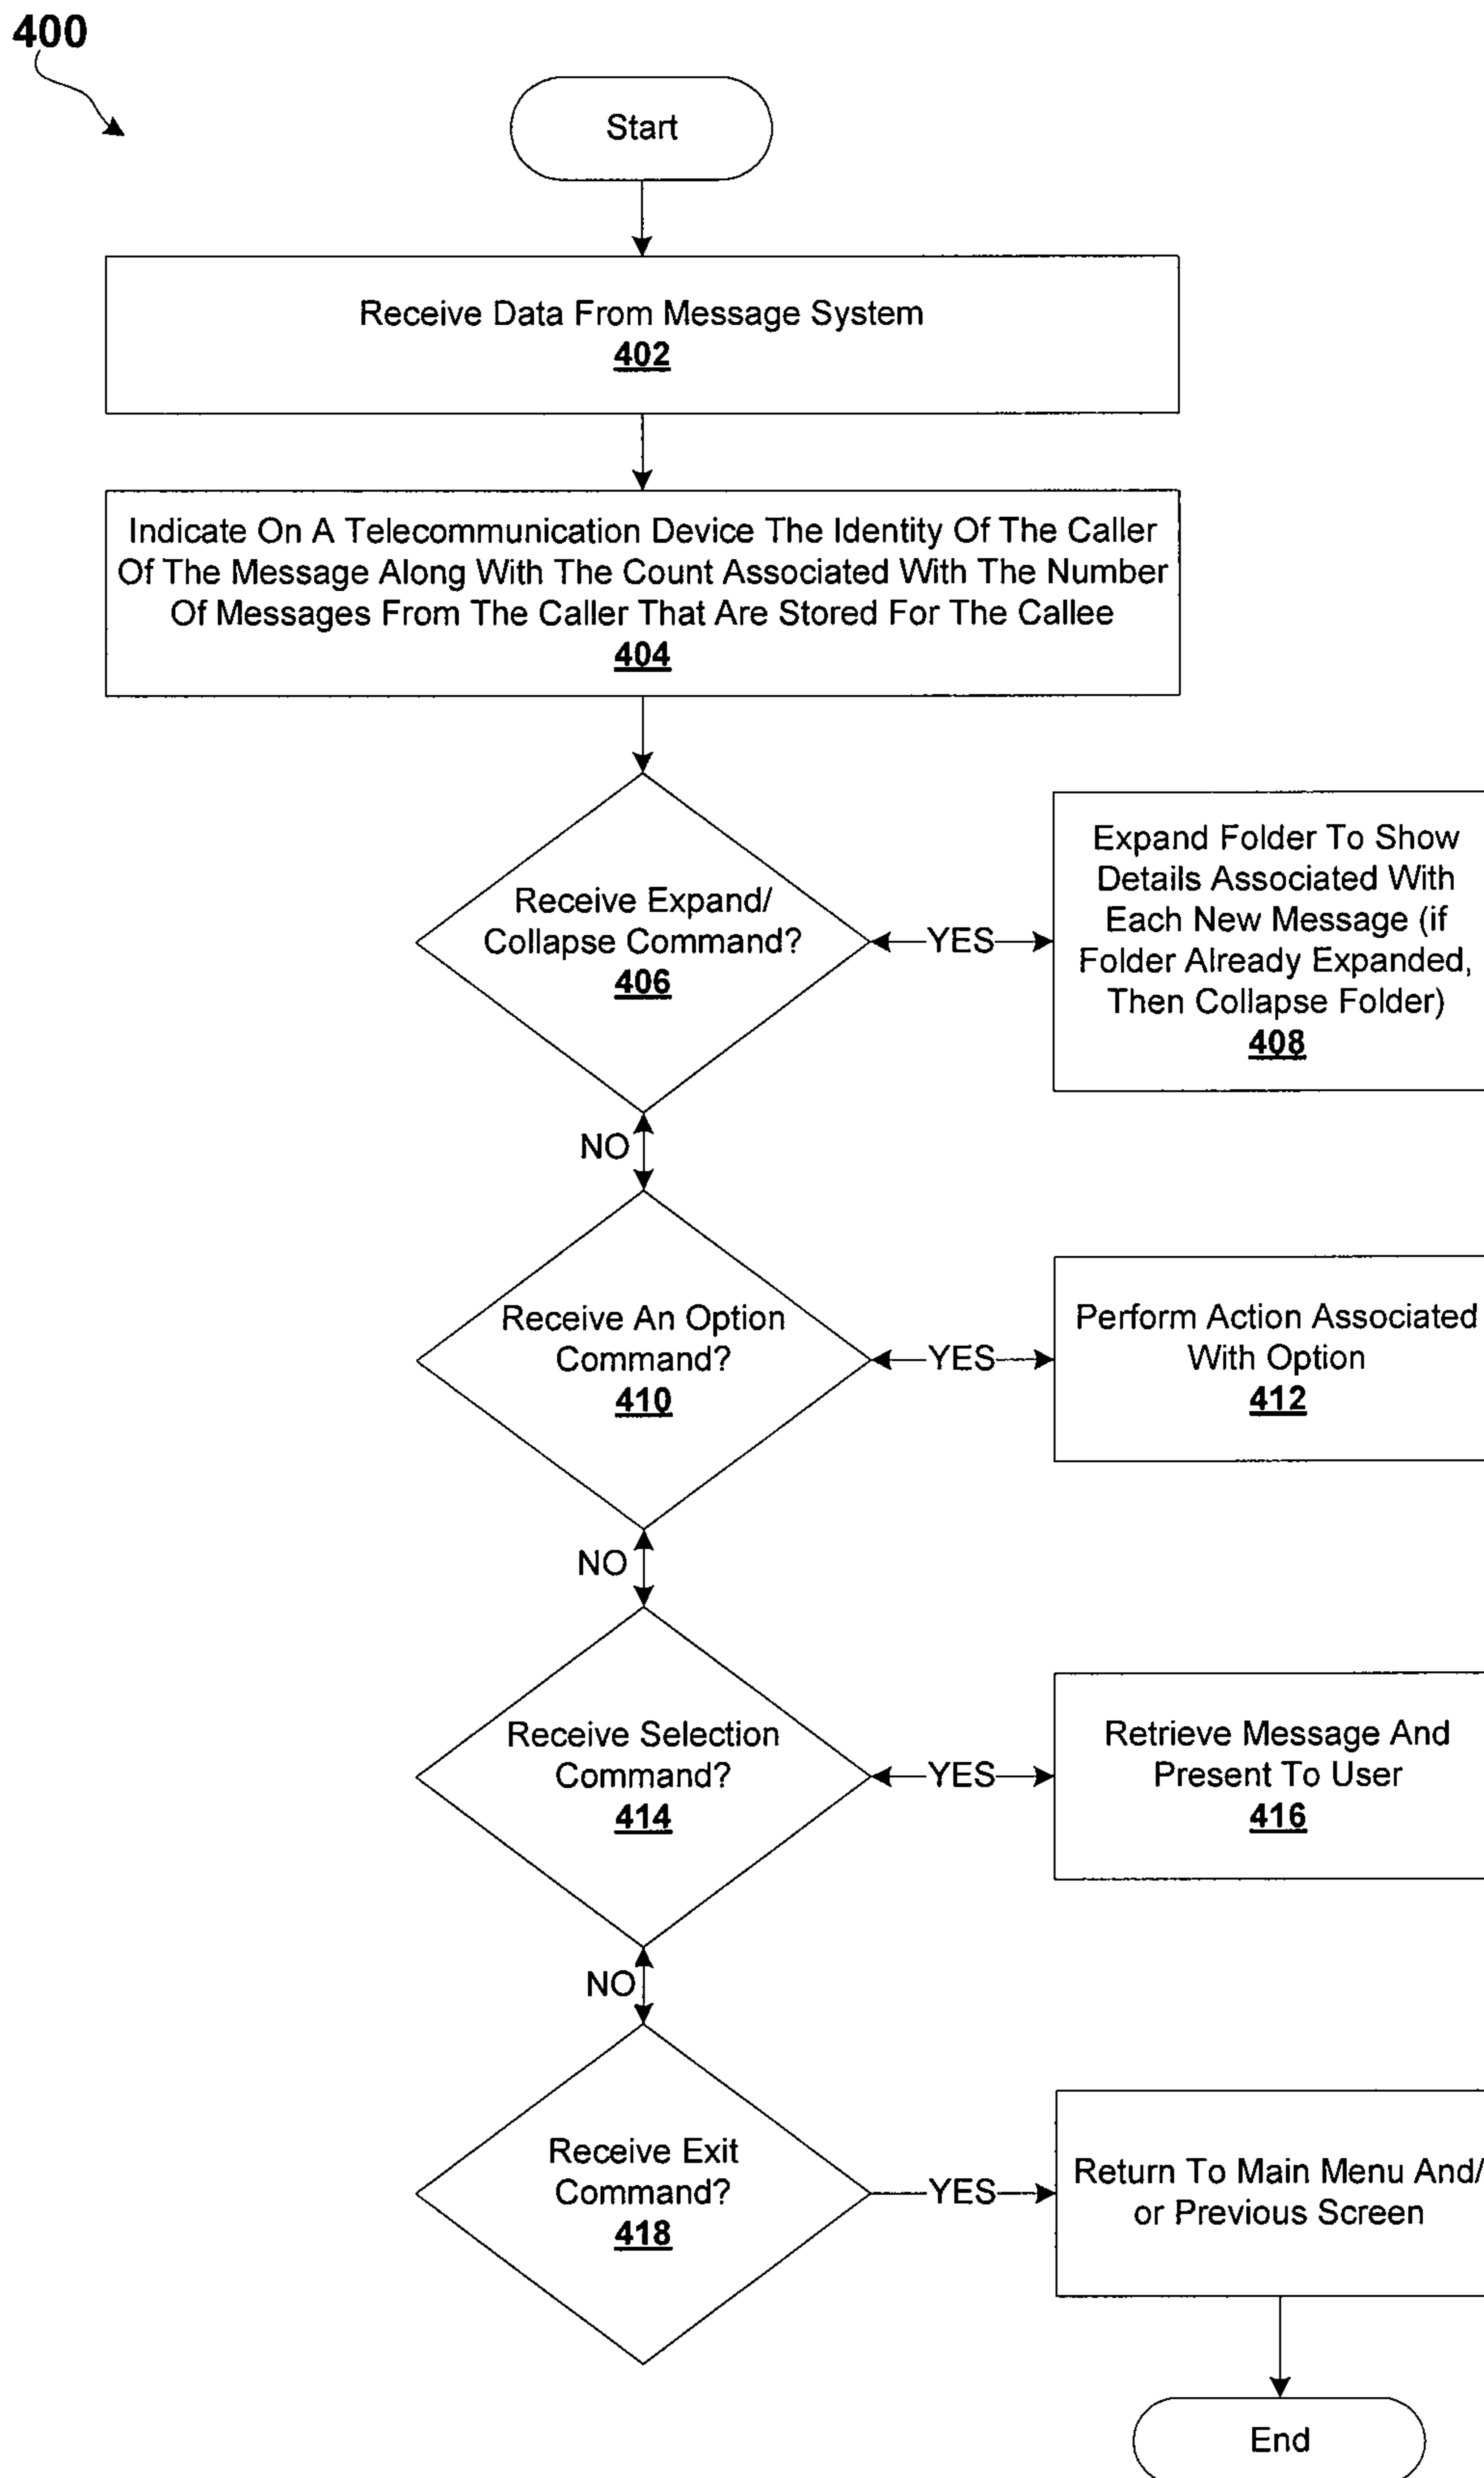 400
Start
Receive Data From Message System
402
Indicate On A Telecommunication Device The Identity Of The Caller
Of The Message Along With The Count Associated With The Number
Of Messages From The Caller That Are Stored For The Callee
404
Receive Expand/
Collapse Command?
406
YES
Expand Folder To Show
Details Associated With
Each New Message (if
Folder Already Expanded,
Then Collapse Folder)
408
NO
Receive An Option
Command?
410
YES
Perform Action Associated
With Option
412
NO
Receive Selection
Command?
414
YES
Retrieve Message And
Present To User
416
NO
Receive Exit
Command?
418
YES
Return To Main Menu And/
or Previous Screen
End